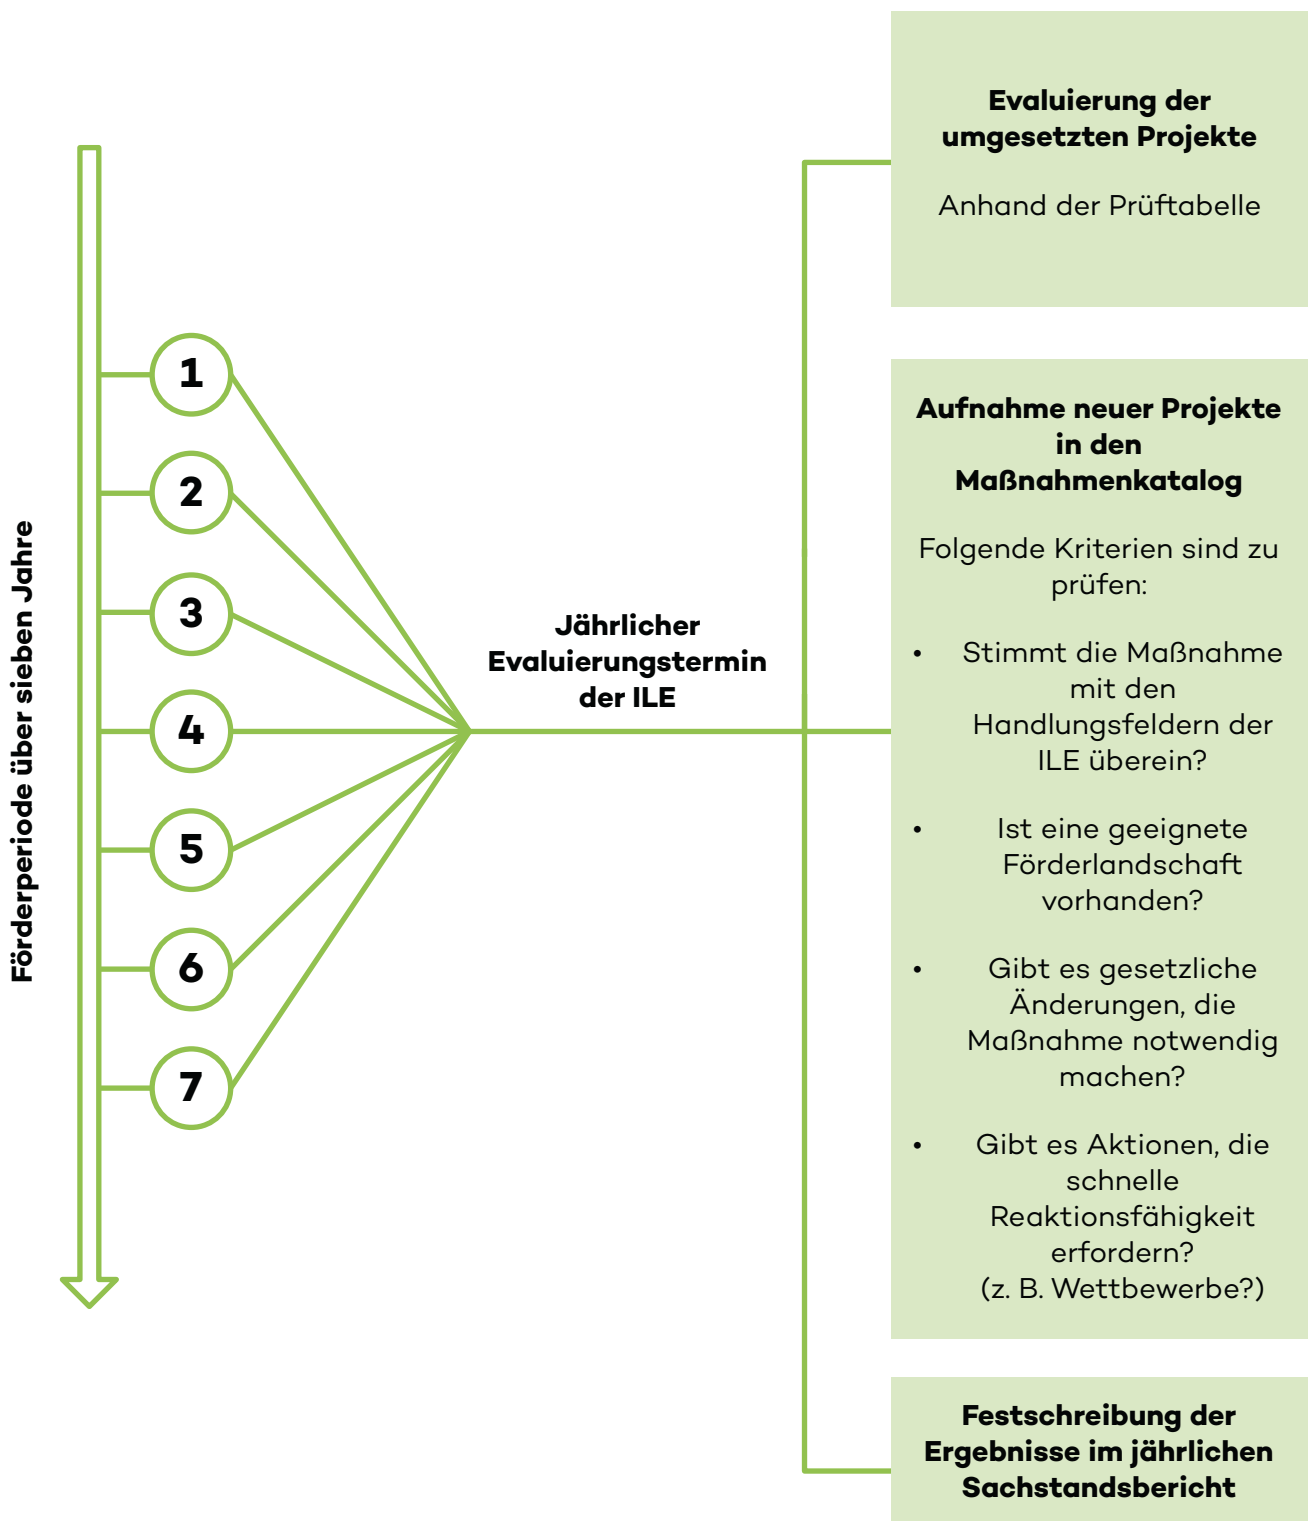 Förderperiode über sieben Jahre
1
2
3
4
5
6
7
Jährlicher
Evaluierungstermin
der ILE
Evaluierung der
umgesetzten Projekte
Anhand der Prüftabelle
Aufnahme neuer Projekte
in den
Maßnahmenkatalog
Folgende Kriterien sind zu
prüfen:
• Stimmt die Maßnahme
mit den
Handlungsfeldern der
ILE überein?
• Ist eine geeignete
Förderlandschaft
vorhanden?
• Gibt es gesetzliche
Änderungen, die
Maßnahme notwendig
machen?
• Gibt es Aktionen, die
schnelle
Reaktionsfähigkeit
erfordern?
(z. B. Wettbewerbe?)
Festschreibung der
Ergebnisse im jährlichen
Sachstandsbericht